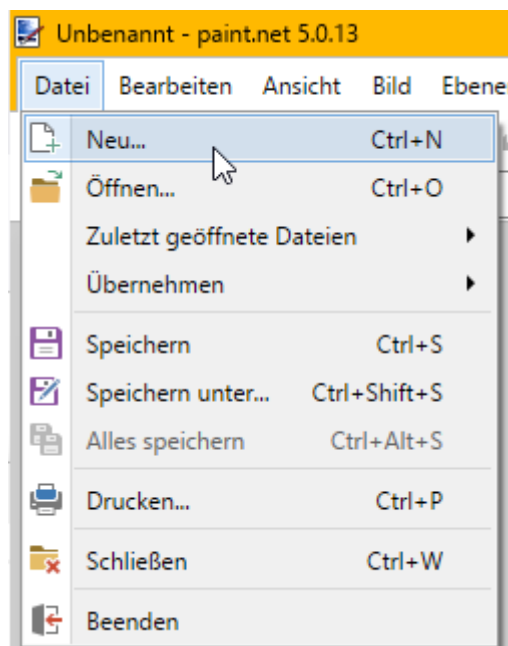 Unbenannt - paint.net 5.0.13
Datei Bearbeiten Ansicht Bild
Neu... Ctrl+N
Öffnen... Ctrl+O
Zuletzt geöffnete Dateien
Übernehmen
Speichern Ctrl+S
Speichern unter... Ctrl+Shift+S
Alles speichern Ctrl+Alt+S
Drucken... Ctrl+P
Schließen Ctrl+W
Beenden